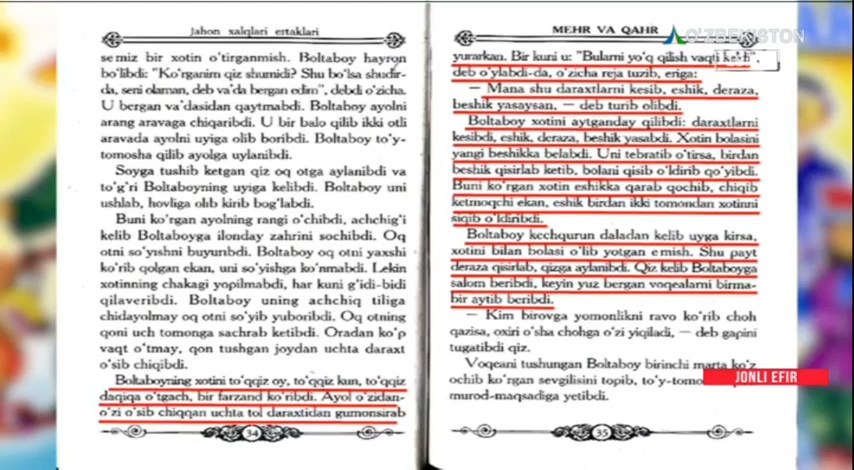 Jahon xalqlari ertaklari
semiz bir xotin o'tirganmish. Boltaboy hayron
bo'libdi: "Ko'rganim qiz shumidi? Shu bo'lsa shudir-
da, seni olaman, deb va'da bergan edim", debdi o'zicha.
U bergan va'dasidan qaytmabdi. Boltaboy ayolni
arang aravaga chiqaribdi. U bir balo qilib ikki otli
aravada ayolni uyiga olib boribdi. Boltaboy to'y-
tomosha qilib ayolga uylanibdi.
Soyga tushib ketgan qiz oq otga aylanibdi va
to'g'ri Boltaboyning uyiga kelibdi. Boltaboy uni
ushlab, hovliga olib kirib bog'labdi.
Buni ko'rgan ayolning rangi o'chibdi, achchig'i
kelib Boltaboyga ilonday zahrini sochibdi. Oq
otni so'yishni buyuribdi. Boltaboy oq otni yaxshi
ko'rib qolgan ekan, uni so'yishga ko'nmabdi. Lekin
xotinning chakagi yopilmabdi, har kuni g'idi-bidi
qilaveribdi. Boltaboy uning achchiq tiliga
chidayolmay oq otni so'yib yuboribdi. Oq otning
qoni uch tomonga sachrab ketibdi. Oradan ko'p
vaqt o'tmay, qon tushgan joydan uchta daraxt
o'sib chiqibdi.
Boltaboyning xotini to'qqiz oy, to'qqiz kun, to'qqiz
daqiqa o'tgach, bir farzand ko'ribdi. Ayol o'zidan-
o'zi o'sib chiqqan uchta tol daraxtidan gumonsirab
34
MEHR VA QAHR
yurarkan. Bir kuni u: "Bularni yo'q qilish vaqti keldi",
deb o'ylabdi-da, o'zicha reja tuzib, eriga:
— Mana shu daraxtlarni kesib, eshik, deraza,
beshik yasaysan, — deb turib olibdi.
Boltaboy xotini aytganday qilibdi: daraxtlarni
kesibdi, eshik, deraza, beshik yasabdi. Xotin bolasini
yangi beshikka belabdi. Uni tebratib o'tirsa, birdan
beshik qisirlab ketib, bolani qisib o'ldirib qo'yibdi.
Buni ko'rgan xotin eshikka qarab qochib, chiqib
ketmoqchi ekan, eshik birdan ikki tomondan xotinni
siqib o'ldiribdi.
Boltaboy kechqurun daladan kelib uyga kirsa,
xotini bilan bolasi o'lib yotgan emish. Shu payt
deraza qisirlab, qizga aylanibdi. Qiz kelib Boltaboyga
salom beribdi, keyin yuz bergan voqealarni birma-
bir aytib beribdi.
— Kim birovga yomonlikni ravo ko'rib choh
qazisa, oxiri o'sha chohga o'zi yiqiladi, — deb gapini
tugatibdi qiz.
Voqeani tushungan Boltaboy birinchi marta ko'z
ochib ko'rgan sevgilisini topib, to'y-tomo
murod-maqsadiga yetibdi.
35
O'ZBEKISTON
JONLI EFIR